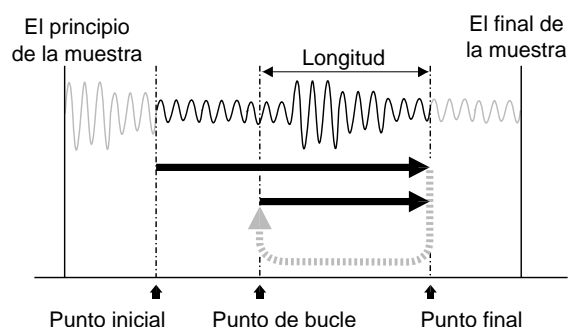 El principio
de la muestra
Longitud
El final de
la muestra
Punto inicial
Punto de bucle
Punto final